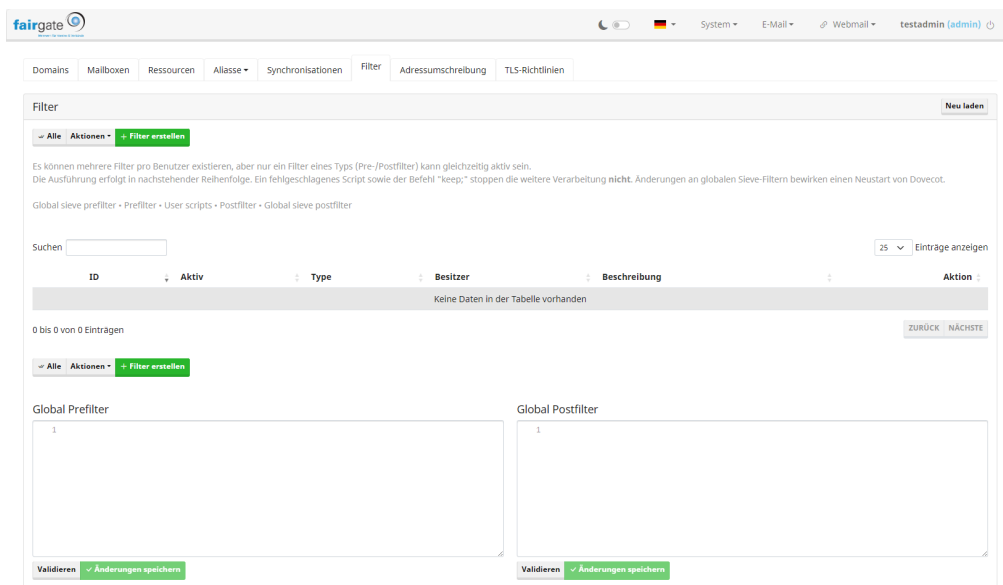 fairgate
System
E-Mail
Webmail
testadmin (admin)
Domains
Mailboxen
Ressourcen
Aliasse
Synchronisationen
Filter
Adressumschreibung
TLS-Richtlinien
Filter
Neu laden
Alle Aktionen + Filter erstellen
Es können mehrere Filter pro Benutzer existieren, aber nur ein Filter eines Typs (Pre-/Postfilter) kann gleichzeitig aktiv sein.
Die Ausführung erfolgt in nachstehender Reihenfolge. Ein fehlgeschlagenes Script sowie der Befehl "keep;" stoppen die weitere Verarbeitung nicht. Änderungen an globalen Sieve-Filtern bewirken einen Neustart von Dovecot.
Global sieve prefilter • Prefilter • User scripts • Postfilter • Global sieve postfilter
Suchen
25 Einträge anzeigen
ID Aktiv Type Besitzer Beschreibung Aktion
Keine Daten in der Tabelle vorhanden
0 bis 0 von 0 Einträgen
ZURÜCK NÄCHSTE
Alle Aktionen + Filter erstellen
Global Prefilter
1
Validieren ✓ Änderungen speichern
Global Postfilter
1
Validieren ✓ Änderungen speichern